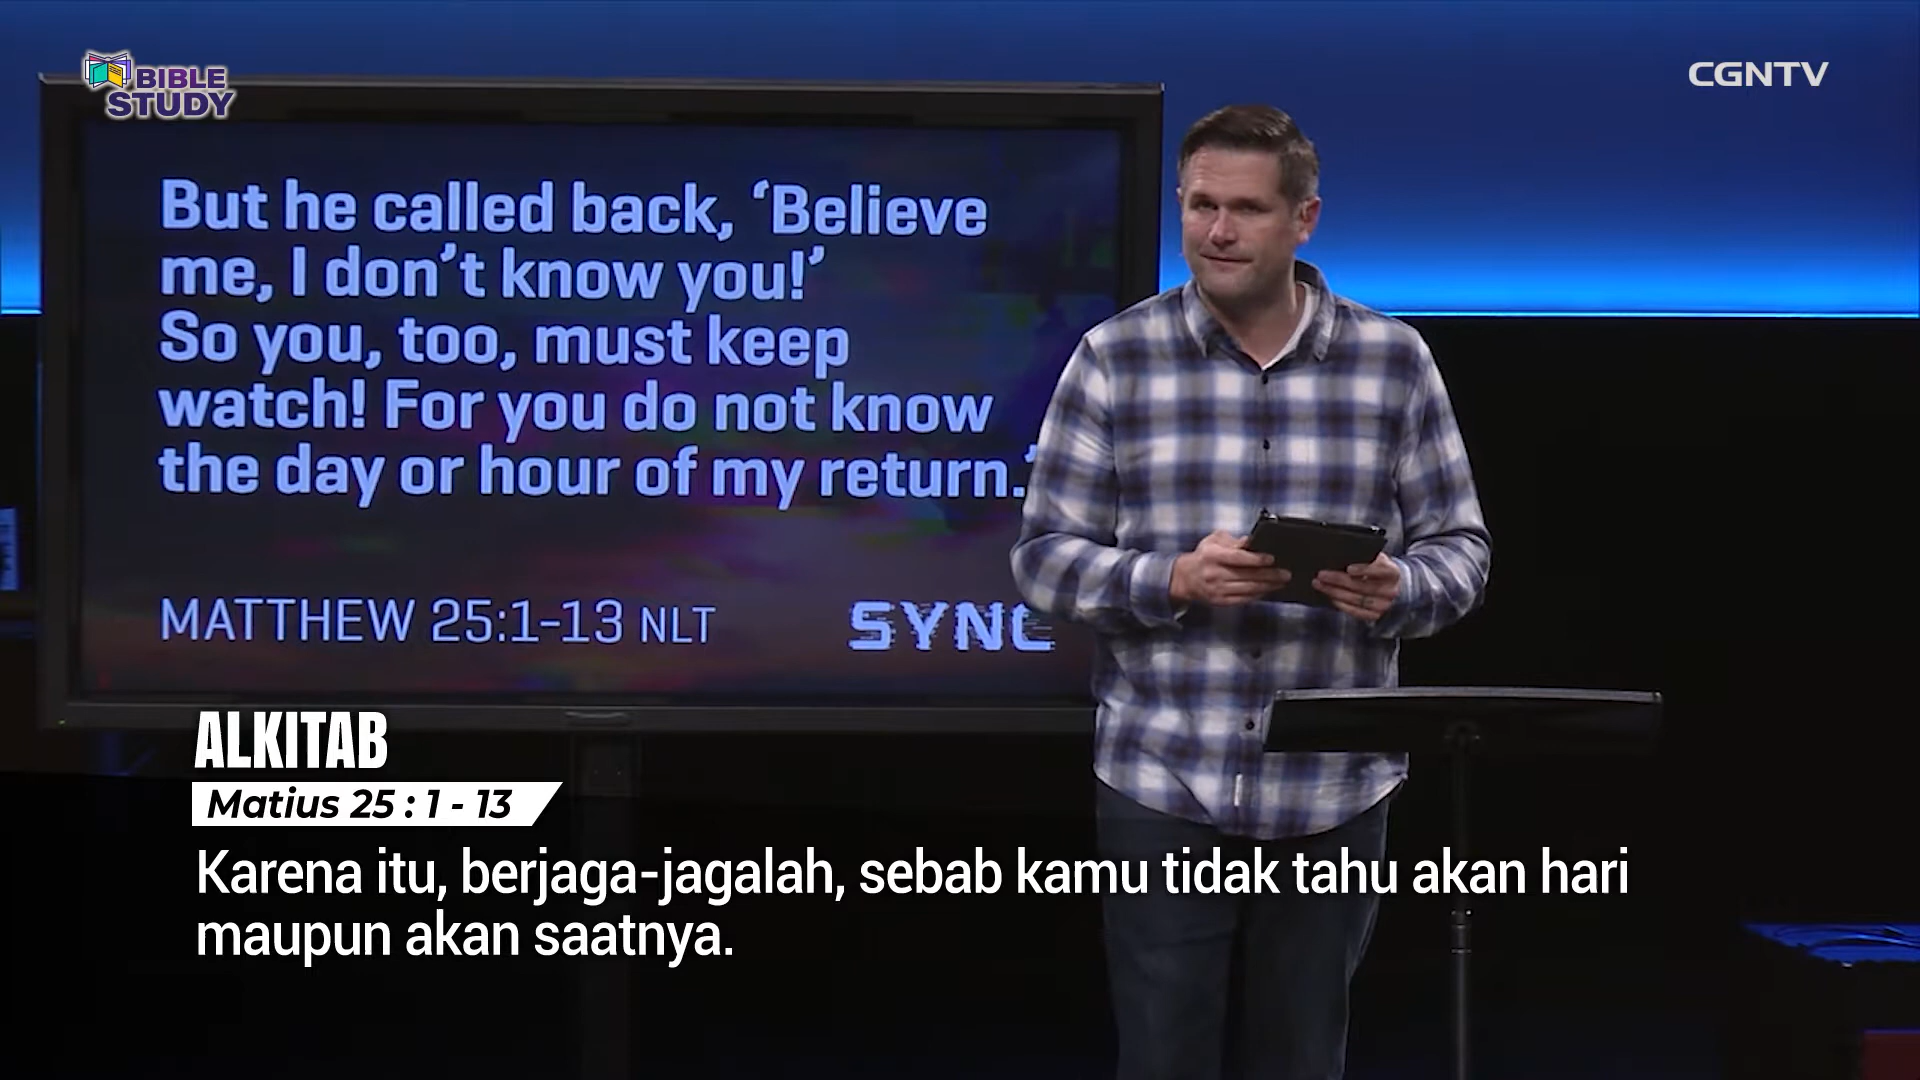 BIBLE
STUDY
CGNTV
But he called back, ‘Believe
me, I don’t know you!’
So you, too, must keep
watch! For you do not know
the day or hour of my return.’
MATTHEW 25:1-13 NLT
SYNC
ALKITAB
Matius 25 : 1 - 13
Karena itu, berjaga-jagalah, sebab kamu tidak tahu akan hari
maupun akan saatnya.